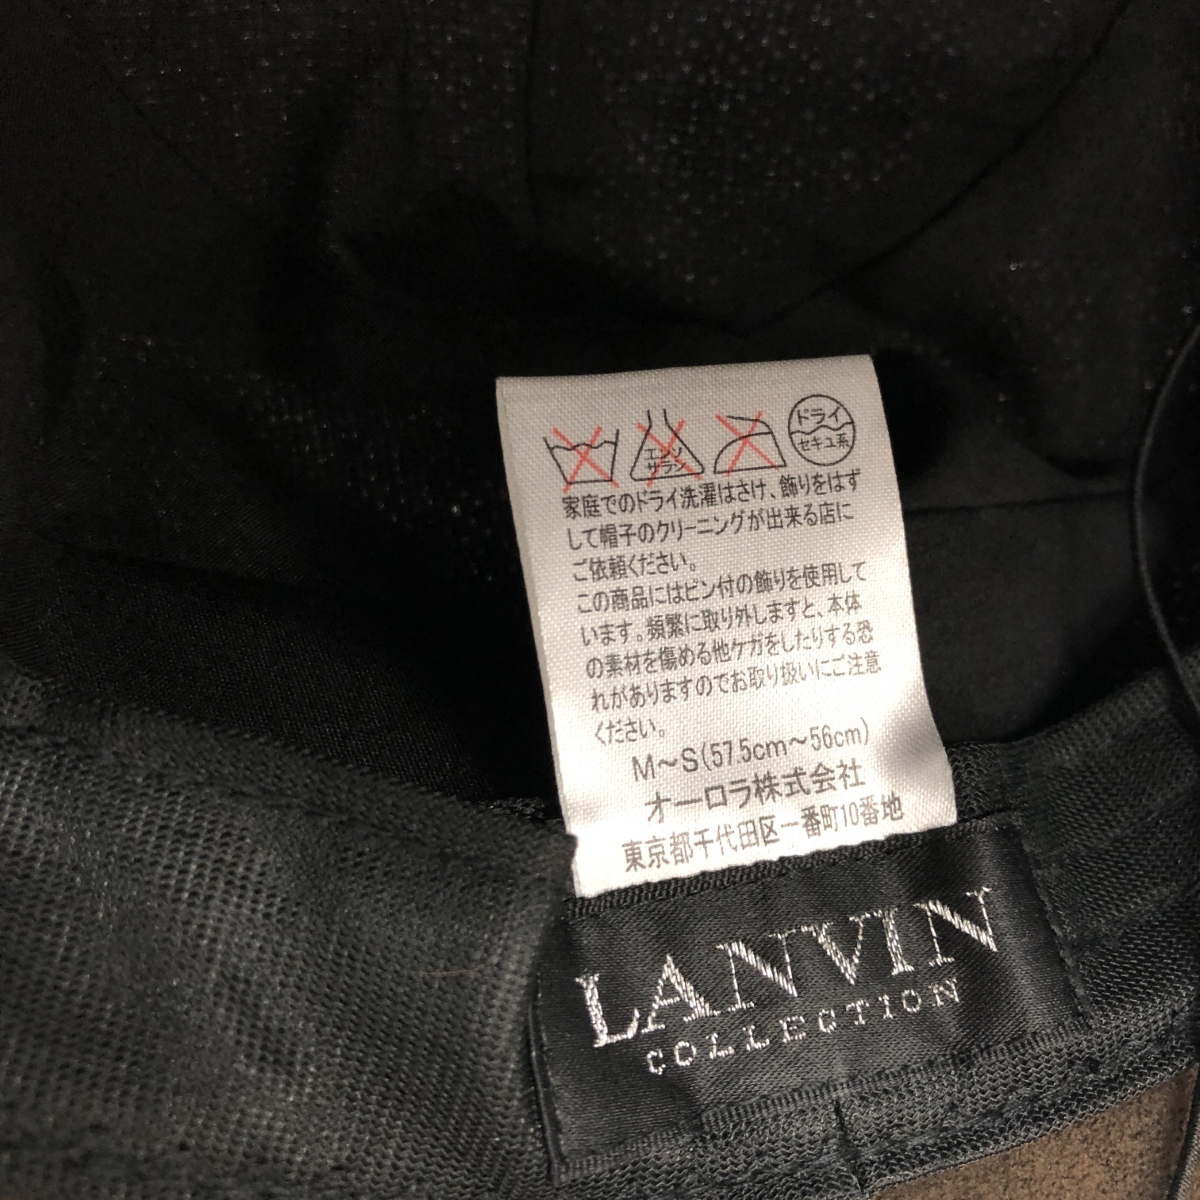 エンソ
サラシ
ドライ
セキユ系
家庭でのドライ洗濯はさけ、飾りをはず
して帽子のクリーニングが出来る店に
ご依頼ください。
この商品にはピン付の飾りを使用して
います。頻繁に取り外しますと、本体
の素材を傷める他ケガをしたりする恐
れがありますのでお取り扱いにご注意
ください。
M～S(57.5cm～56cm)
オーロラ株式会社
東京都千代田区一番町10番地
LANVIN
COLLECTION